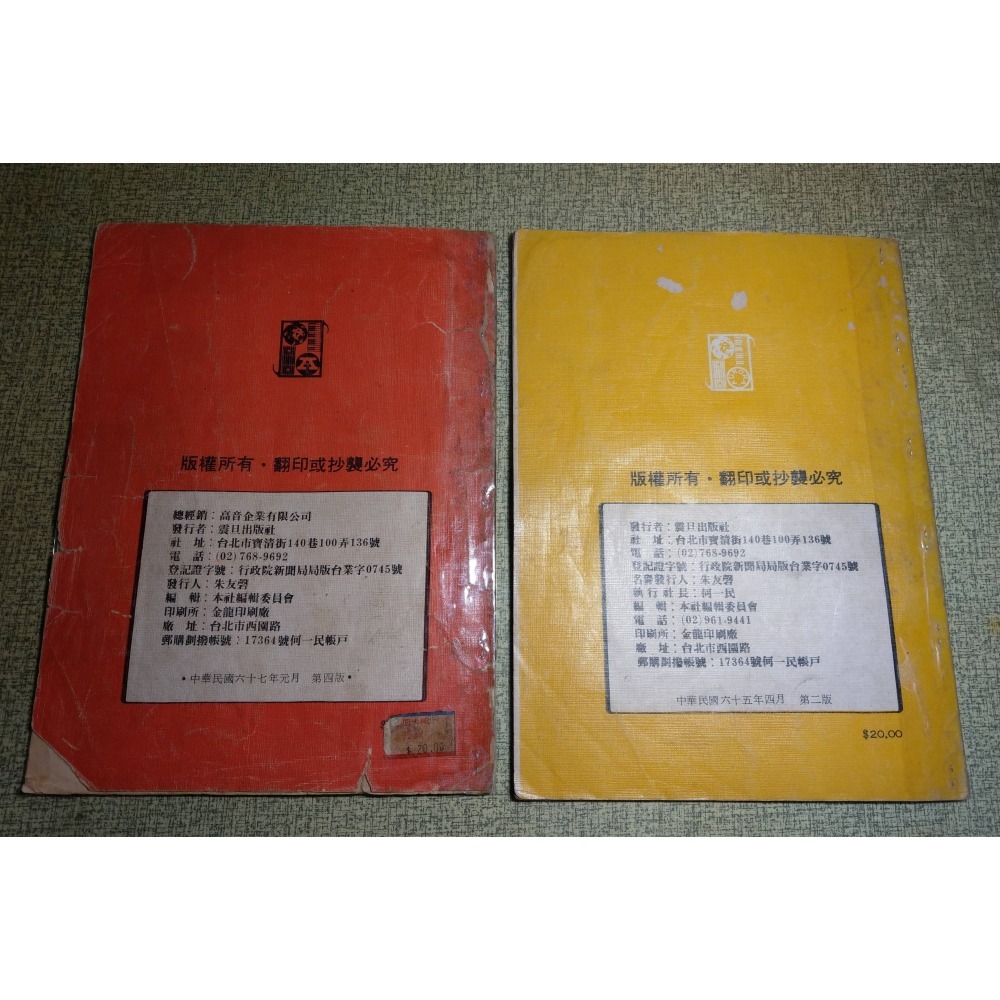 版權所有・翻印或抄襲必究
總經銷：高音企業有限公司
發行者：震旦出版社
社　址：台北市寶清街140巷100弄136號
電　話：(02)768-9692
登記證字號：行政院新聞局局版台業字0745號
發行人：朱友磬
編　輯：本社編輯委員會
印刷所：金龍印刷廠
廠　址：台北市西園路
郵購劃撥帳號：17364號何一民帳戶
・中華民國六十七年元月　第四版・
$ 20.00
版權所有・翻印或抄襲必究
發行者：震旦出版社
社　址：台北市寶清街140巷100弄136號
電　話：(02)768-9692
登記證字號：行政院新聞局局版台業字0745號
名譽發行人：朱友磬
執行社長：何一民
編　輯：本社編輯委員會
電　話：(02)961-9441
印刷所：金龍印刷廠
廠　址：台北市西園路
郵購劃撥帳號：17364號何一民帳戶
中華民國六十五年四月　第二版
$20.00